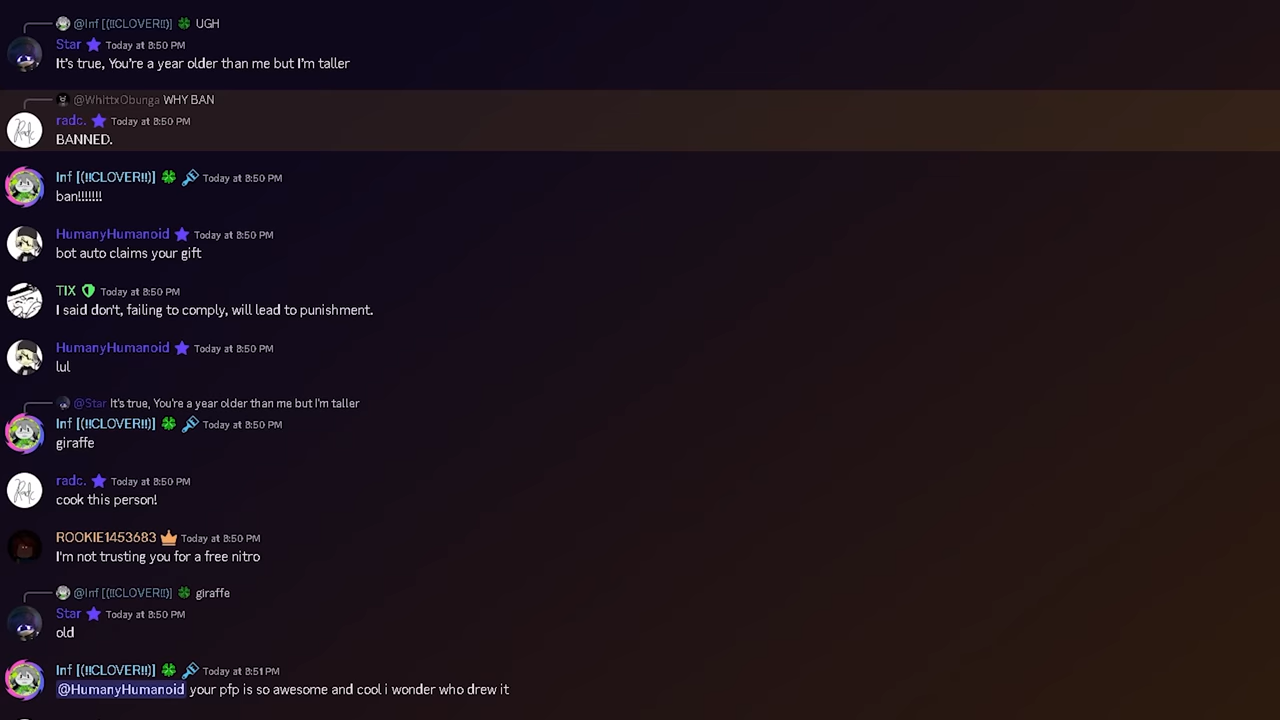 @Inf [(!!CLOVER!!)] 🍀 UGH
Star Today at 8:50 PM
It's true, You're a year older than me but I'm taller
@WhittxObunga WHY BAN
radc. Today at 8:50 PM
BANNED.
Inf [(!!CLOVER!!)] 🍀 Today at 8:50 PM
ban!!!!!!!
HumanyHumanoid Today at 8:50 PM
bot auto claims your gift
TIX Today at 8:50 PM
I said don't, failing to comply, will lead to punishment.
HumanyHumanoid Today at 8:50 PM
lul
@Star It's true, You're a year older than me but I'm taller
Inf [(!!CLOVER!!)] 🍀 Today at 8:50 PM
giraffe
radc. Today at 8:50 PM
cook this person!
ROOKIE1453683 Today at 8:50 PM
I'm not trusting you for a free nitro
@Inf [(!!CLOVER!!)] 🍀 giraffe
Star Today at 8:50 PM
old
Inf [(!!CLOVER!!)] 🍀 Today at 8:51 PM
@HumanyHumanoid your pfp is so awesome and cool i wonder who drew it